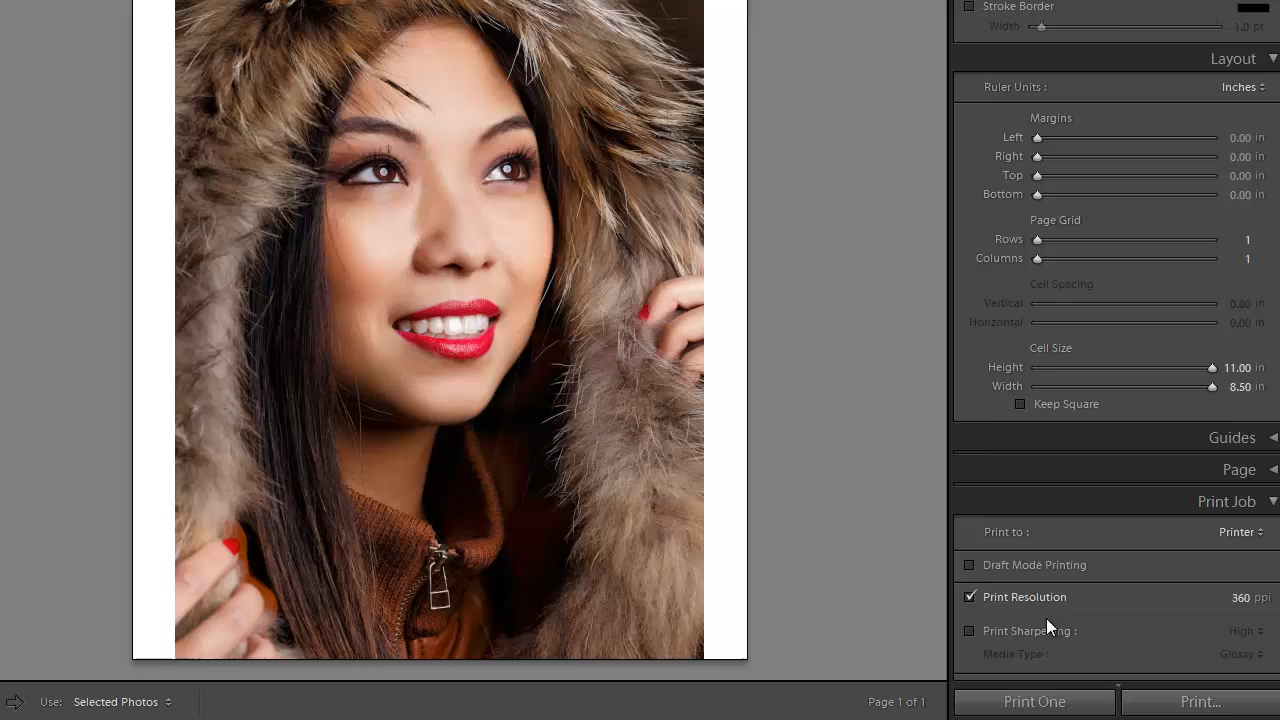 Stroke Border
Width 1.0 pt
Layout
Ruler Units : Inches
Margins
Left 0.00 in
Right 0.00 in
Top 0.00 in
Bottom 0.00 in
Page Grid
Rows 1
Columns 1
Cell Spacing
Vertical 0.00 in
Horizontal 0.00 in
Cell Size
Height 11.00 in
Width 8.50 in
Keep Square
Guides
Page
Print Job
Print to : Printer
Draft Mode Printing
Print Resolution 360 ppi
Print Sharpening : High
Media Type : Glossy
Use: Selected Photos Page 1 of 1 Print One Print...